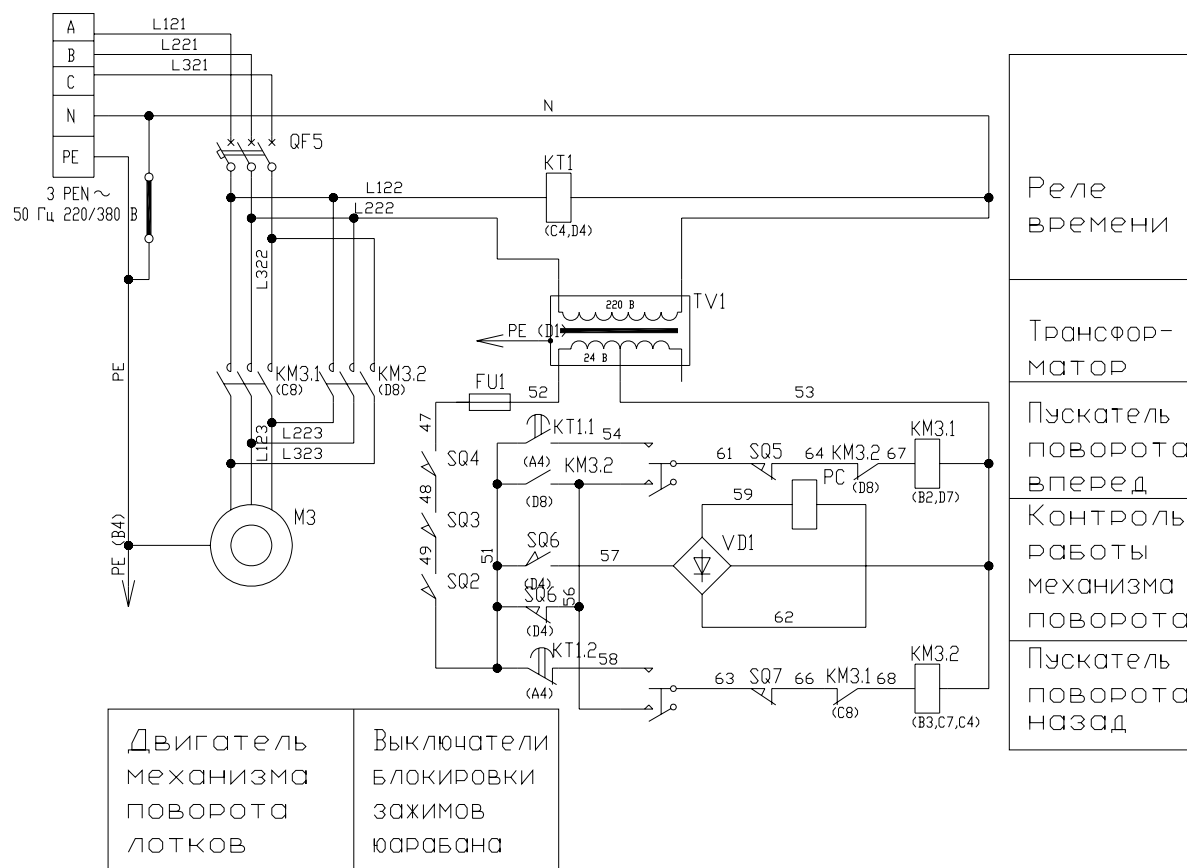 A
L121
B
L221
C
L321
N
N
PE
QF5
3 PEN ~
50 Гц 220/380 В
KT1
L122
L222
(C4,D4)
L322
Реле
времени
220 В
TV1
PE (D1)
24 В
Трансфор-
матор
PE
KM3.1
(C8)
KM3.2
(D8)
FU1
52
53
47
KT1.1
54
(A4)
L123
L223
L323
Пускатель
поворота
вперед
SQ4
KM3.2
(D8)
61
SQ5
64
KM3.2
(D8)
67
KM3.1
(B2,D7)
PC
48
59
M3
SQ3
Контроль
работы
механизма
поворота
PE (B4)
49
51
SQ6
(D4)
57
VD1
SQ2
SQ6
(D4)
56
62
KT1.2
(A4)
58
Пускатель
поворота
назад
63
SQ7
66
KM3.1
(C8)
68
KM3.2
(B3,C7,C4)
Двигатель
механизма
поворота
лотков
Выключатели
блокировки
зажимов
юарабана